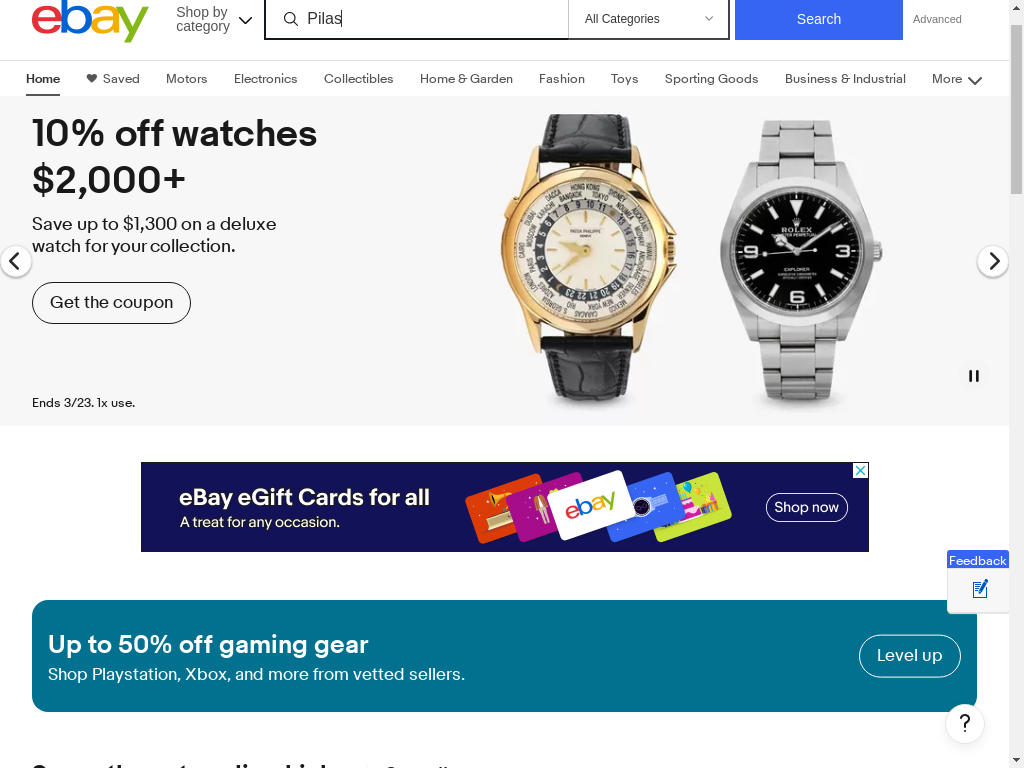 ebay
Shop by
category
Pilas
All Categories
Search
Advanced
Home
Saved
Motors
Electronics
Collectibles
Home & Garden
Fashion
Toys
Sporting Goods
Business & Industrial
More
10% off watches
$2,000+
Save up to $1,300 on a deluxe
watch for your collection.
Get the coupon
Ends 3/23. 1x use.
ROLEX
EXPLORER
eBay eGift Cards for all
A treat for any occasion.
ebay
Shop now
Feedback
Up to 50% off gaming gear
Shop Playstation, Xbox, and more from vetted sellers.
Level up
?